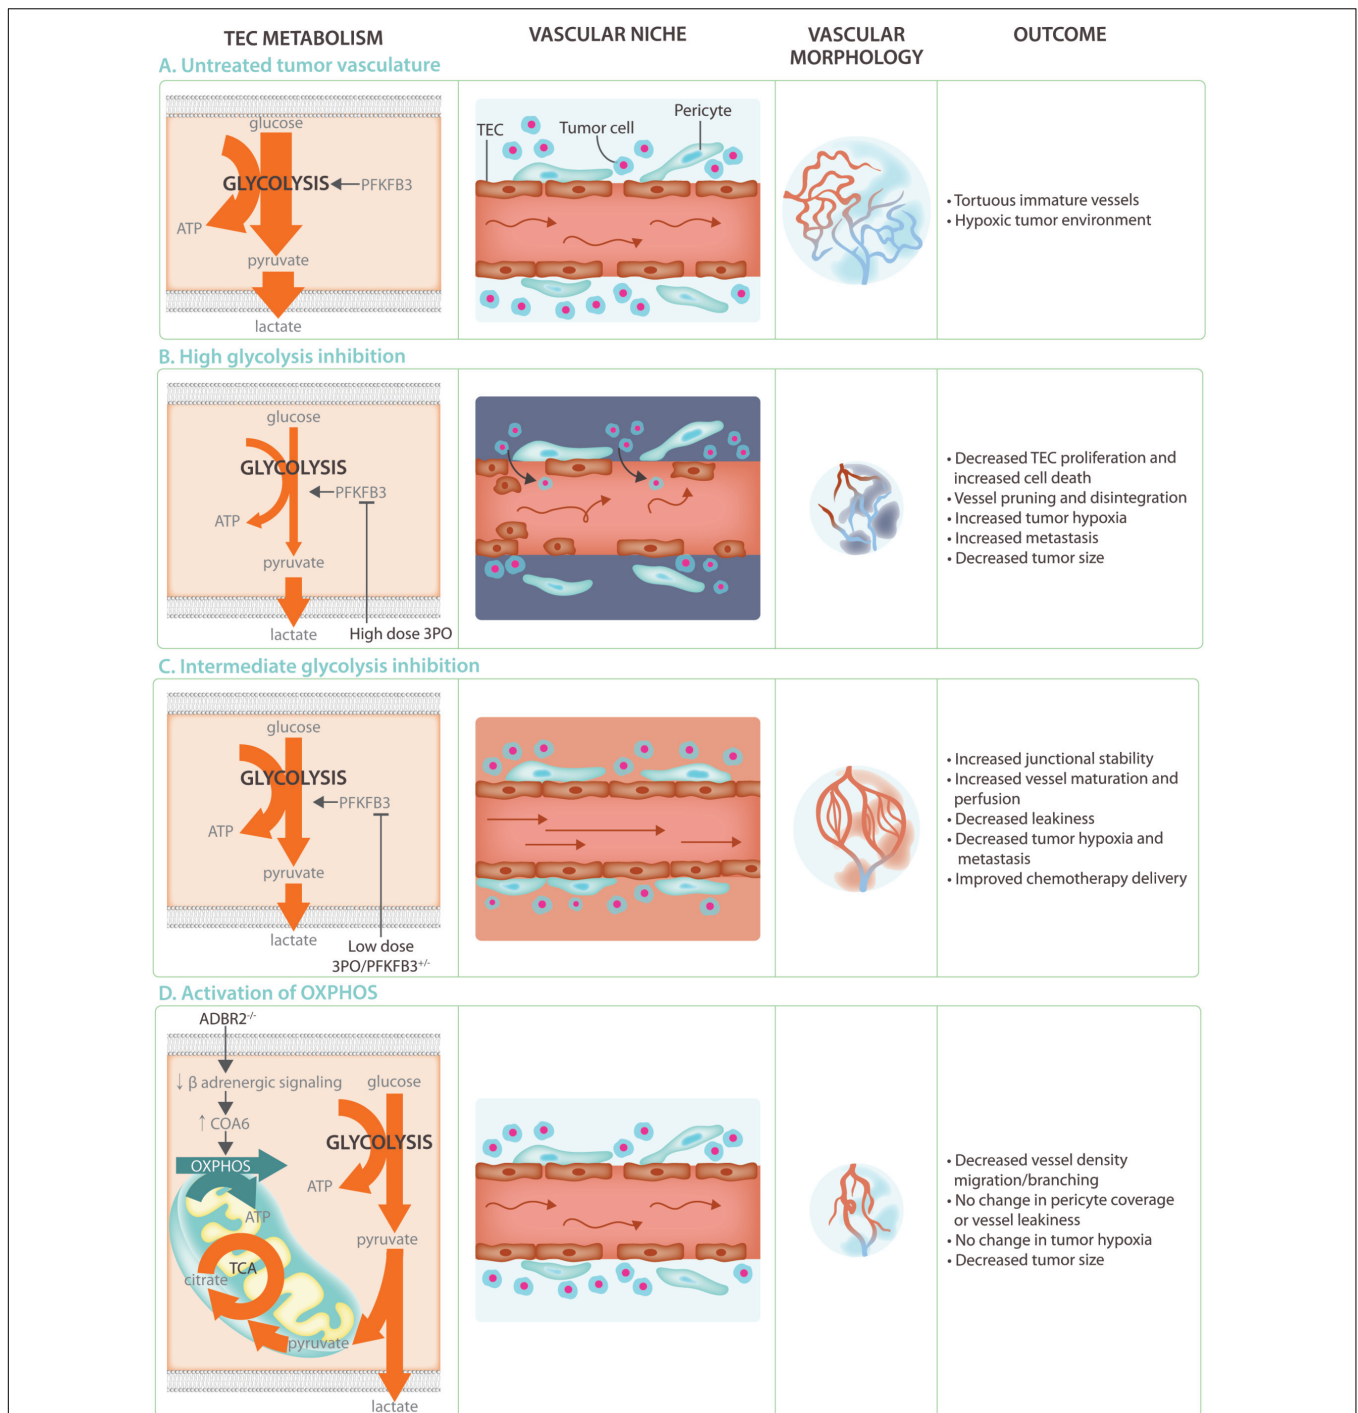 TEC METABOLISM
VASCULAR NICHE
VASCULAR
MORPHOLOGY
OUTCOME
A. Untreated tumor vasculature
glucose
GLYCOLYSIS
PFKFB3
ATP
pyruvate
lactate
TEC
Tumor cell
Pericyte
• Tortuous immature vessels
• Hypoxic tumor environment
B. High glycolysis inhibition
glucose
GLYCOLYSIS
PFKFB3
ATP
pyruvate
lactate
High dose 3PO
• Decreased TEC proliferation and
increased cell death
• Vessel pruning and disintegration
• Increased tumor hypoxia
• Increased metastasis
• Decreased tumor size
C. Intermediate glycolysis inhibition
glucose
GLYCOLYSIS
PFKFB3
ATP
pyruvate
lactate
Low dose
3PO/PFKFB3+/-
• Increased junctional stability
• Increased vessel maturation and
perfusion
• Decreased leakiness
• Decreased tumor hypoxia and
metastasis
• Improved chemotherapy delivery
D. Activation of OXPHOS
ADBR2-/-
↓ β adrenergic signaling
glucose
↑ COA6
GLYCOLYSIS
OXPHOS
ATP
ATP
pyruvate
TCA
citrate
pyruvate
lactate
• Decreased vessel density
migration/branching
• No change in pericyte coverage
or vessel leakiness
• No change in tumor hypoxia
• Decreased tumor size